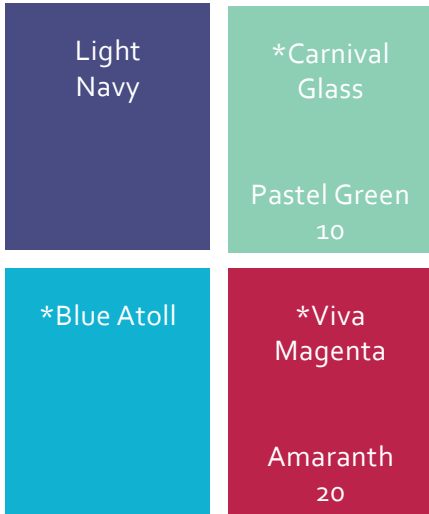 Light
Navy
*Carnival
Glass
Pastel Green
10
*Blue Atoll
*Viva
Magenta
Amaranth
20